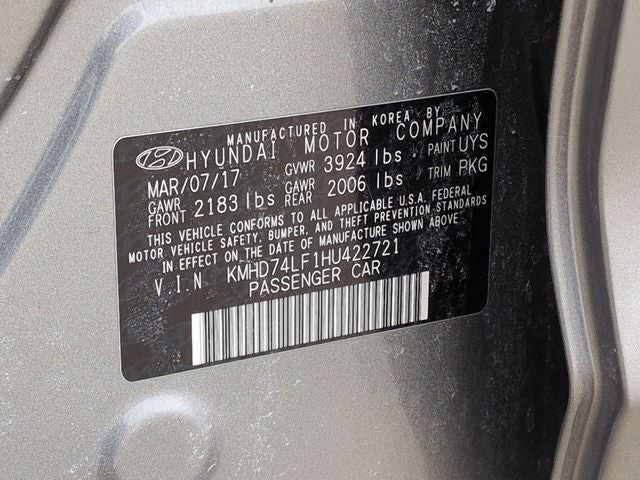 MANUFACTURED IN KOREA BY
HYUNDAI MOTOR COMPANY
MAR/07/17 GVWR 3924 lbs PAINT UYS
GAWR FRONT 2183 lbs GAWR REAR 2006 lbs TRIM PKG
THIS VEHICLE CONFORMS TO ALL APPLICABLE U.S.A. FEDERAL
MOTOR VEHICLE SAFETY, BUMPER, AND THEFT PREVENTION STANDARDS
IN EFFECT ON THE DATE OF MANUFACTURE SHOWN ABOVE.
V.I.N KMHD74LF1HU422721
PASSENGER CAR